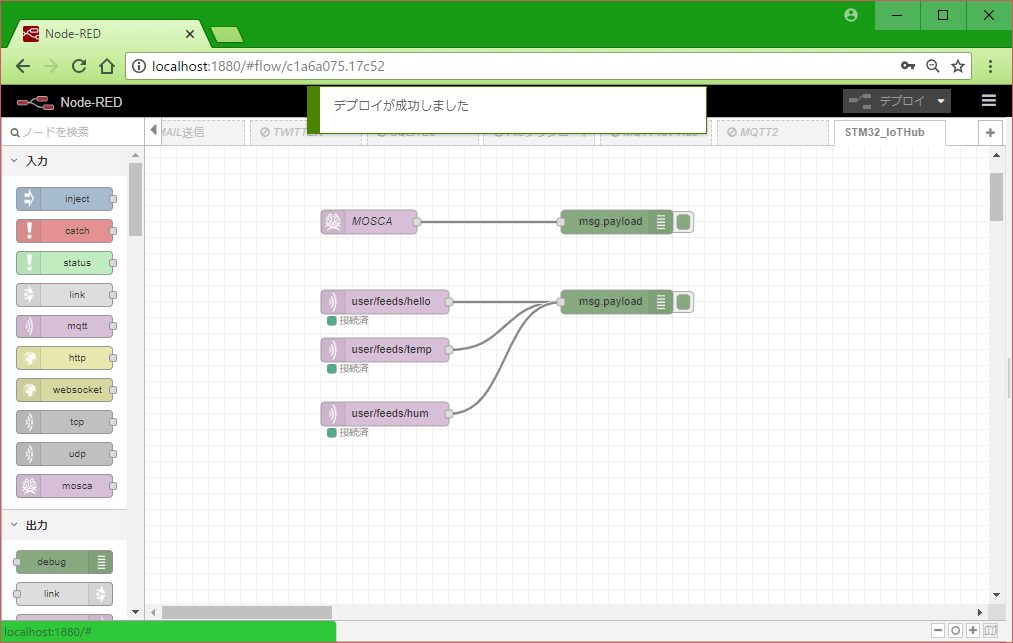 Node-RED
localhost:1880/#flow/c1a6a075.17c52
Node-RED
デプロイが成功しました
デプロイ
ノードを検索
MAIL送信
MQTT2
STM32_IoTHub
入力
inject
catch
status
link
mqtt
http
websocket
tcp
udp
mosca
出力
debug
link
MOSCA
msg.payload
user/feeds/hello
msg.payload
接続済
user/feeds/temp
接続済
user/feeds/hum
接続済
localhost:1880/#